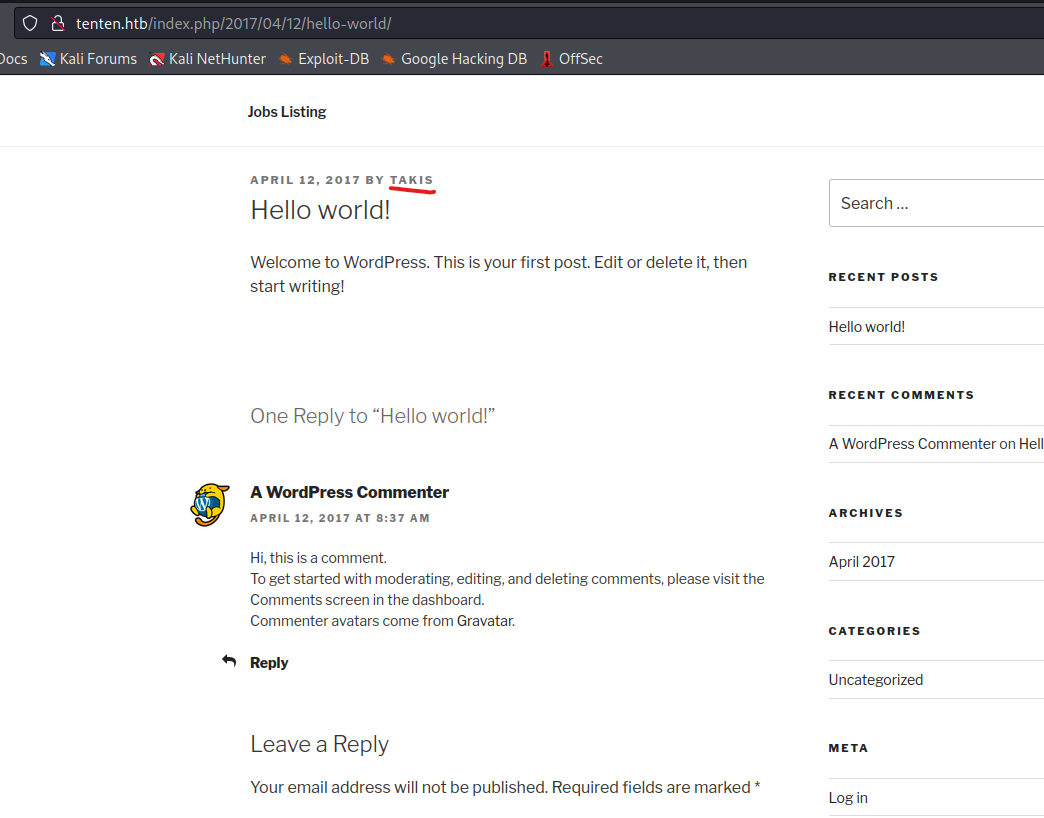 tenten.htb/index.php/2017/04/12/hello-world/
Docs Kali Forums Kali NetHunter Exploit-DB Google Hacking DB OffSec
Jobs Listing
APRIL 12, 2017 BY TAKIS
Hello world!
Welcome to WordPress. This is your first post. Edit or delete it, then
start writing!
One Reply to “Hello world!”
A WordPress Commenter
APRIL 12, 2017 AT 8:37 AM
Hi, this is a comment.
To get started with moderating, editing, and deleting comments, please visit the
Comments screen in the dashboard.
Commenter avatars come from Gravatar.
Reply
Leave a Reply
Your email address will not be published. Required fields are marked *
Search …
RECENT POSTS
Hello world!
RECENT COMMENTS
A WordPress Commenter on Hell
ARCHIVES
April 2017
CATEGORIES
Uncategorized
META
Log in